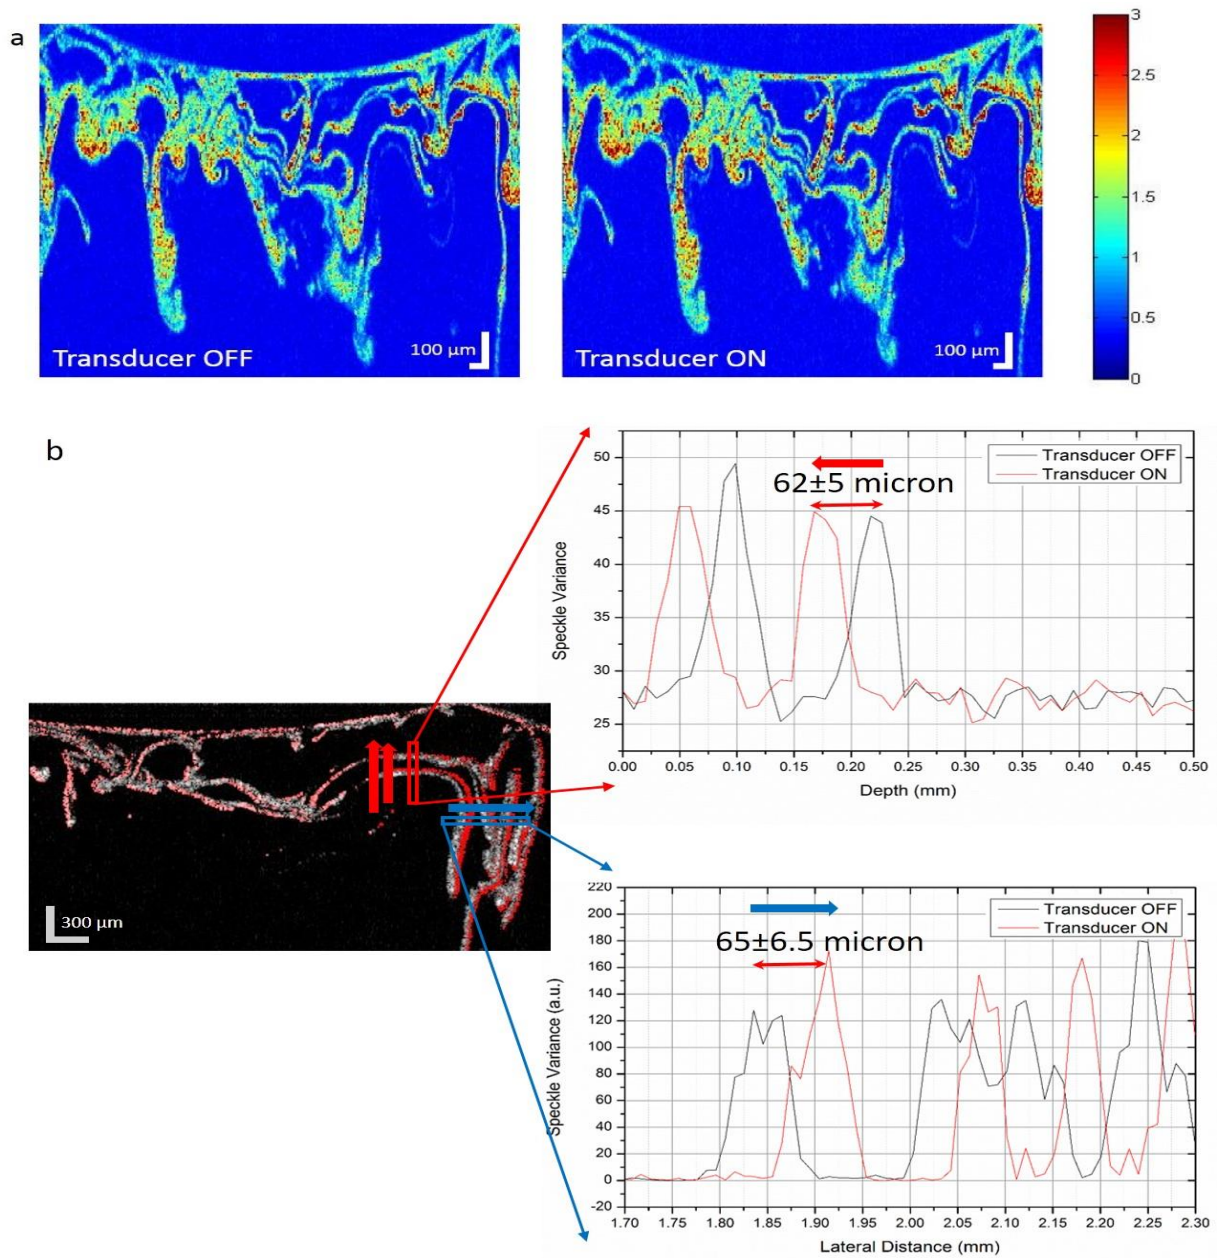 a
Transducer OFF
100 µm
Transducer ON
100 µm
3
2.5
2
1.5
1
0.5
0
b
300 µm
Transducer OFF
Transducer ON
62±5 micron
Speckle Variance
50
45
40
35
30
25
0.00 0.05 0.10 0.15 0.20 0.25 0.30 0.35 0.40 0.45 0.50
Depth (mm)
Transducer OFF
Transducer ON
65±6.5 micron
Speckle Variance (a.u.)
220
200
180
160
140
120
100
80
60
40
20
0
-20
1.70 1.75 1.80 1.85 1.90 1.95 2.00 2.05 2.10 2.15 2.20 2.25 2.30
Lateral Distance (mm)